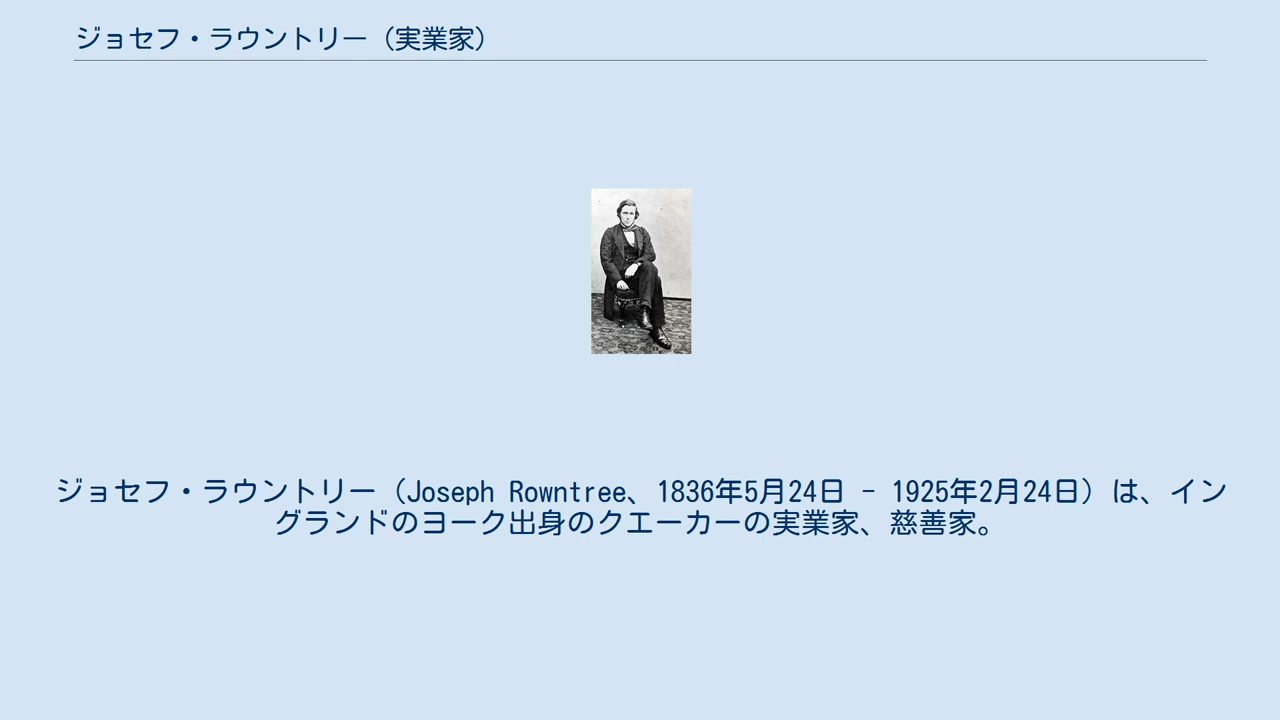 ジョセフ・ラウントリー（実業家）
ジョセフ・ラウントリー（Joseph Rowntree、1836年5月24日 - 1925年2月24日）は、イン
グランドのヨーク出身のクエーカーの実業家、慈善家。